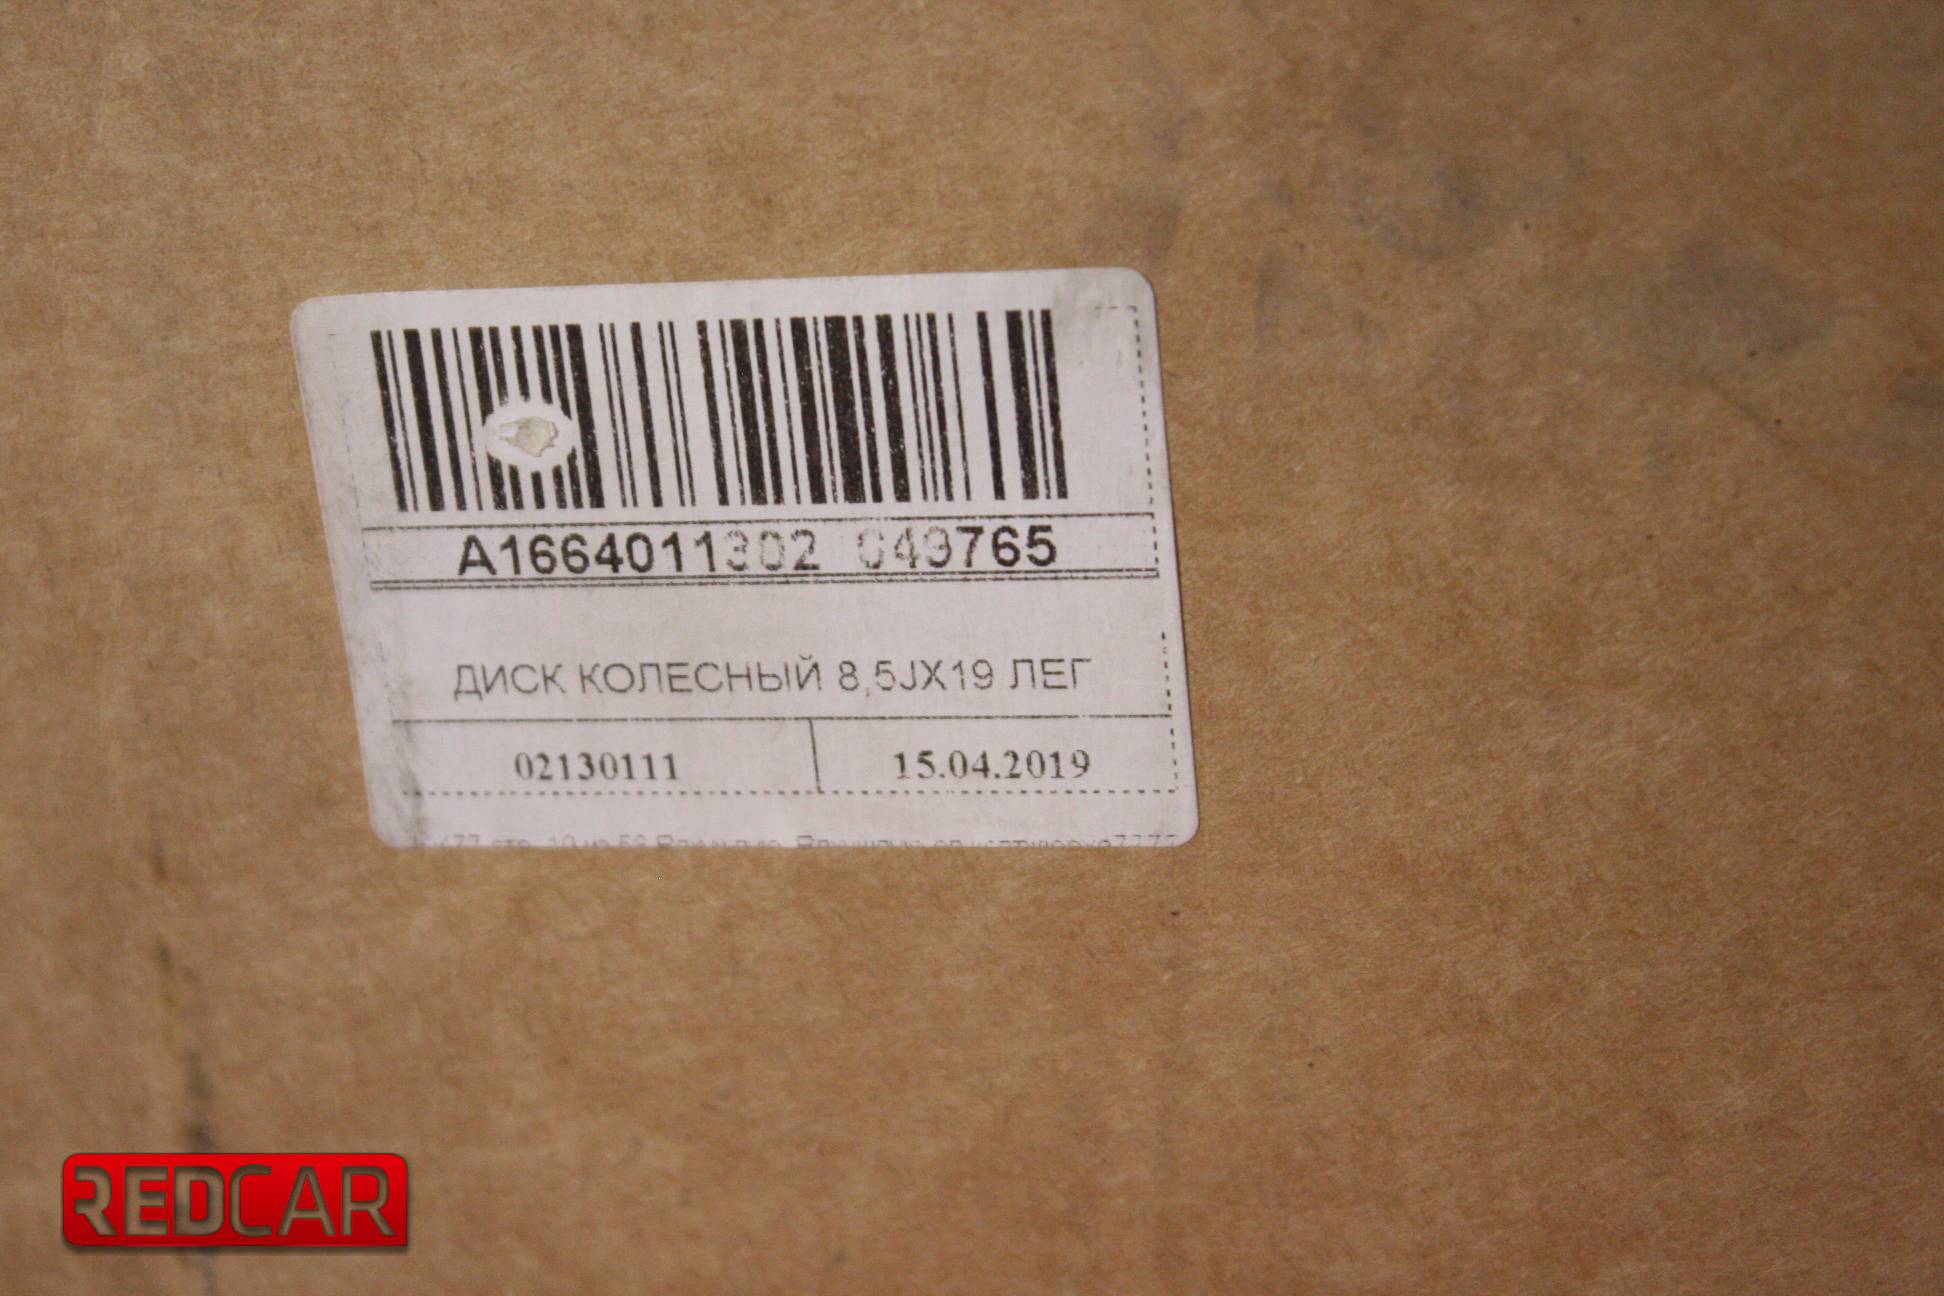 A1664011302 049765
ДИСК КОЛЕСНЫЙ 8,5JX19 ЛЕГ
02130111 15.04.2019
REDCAR